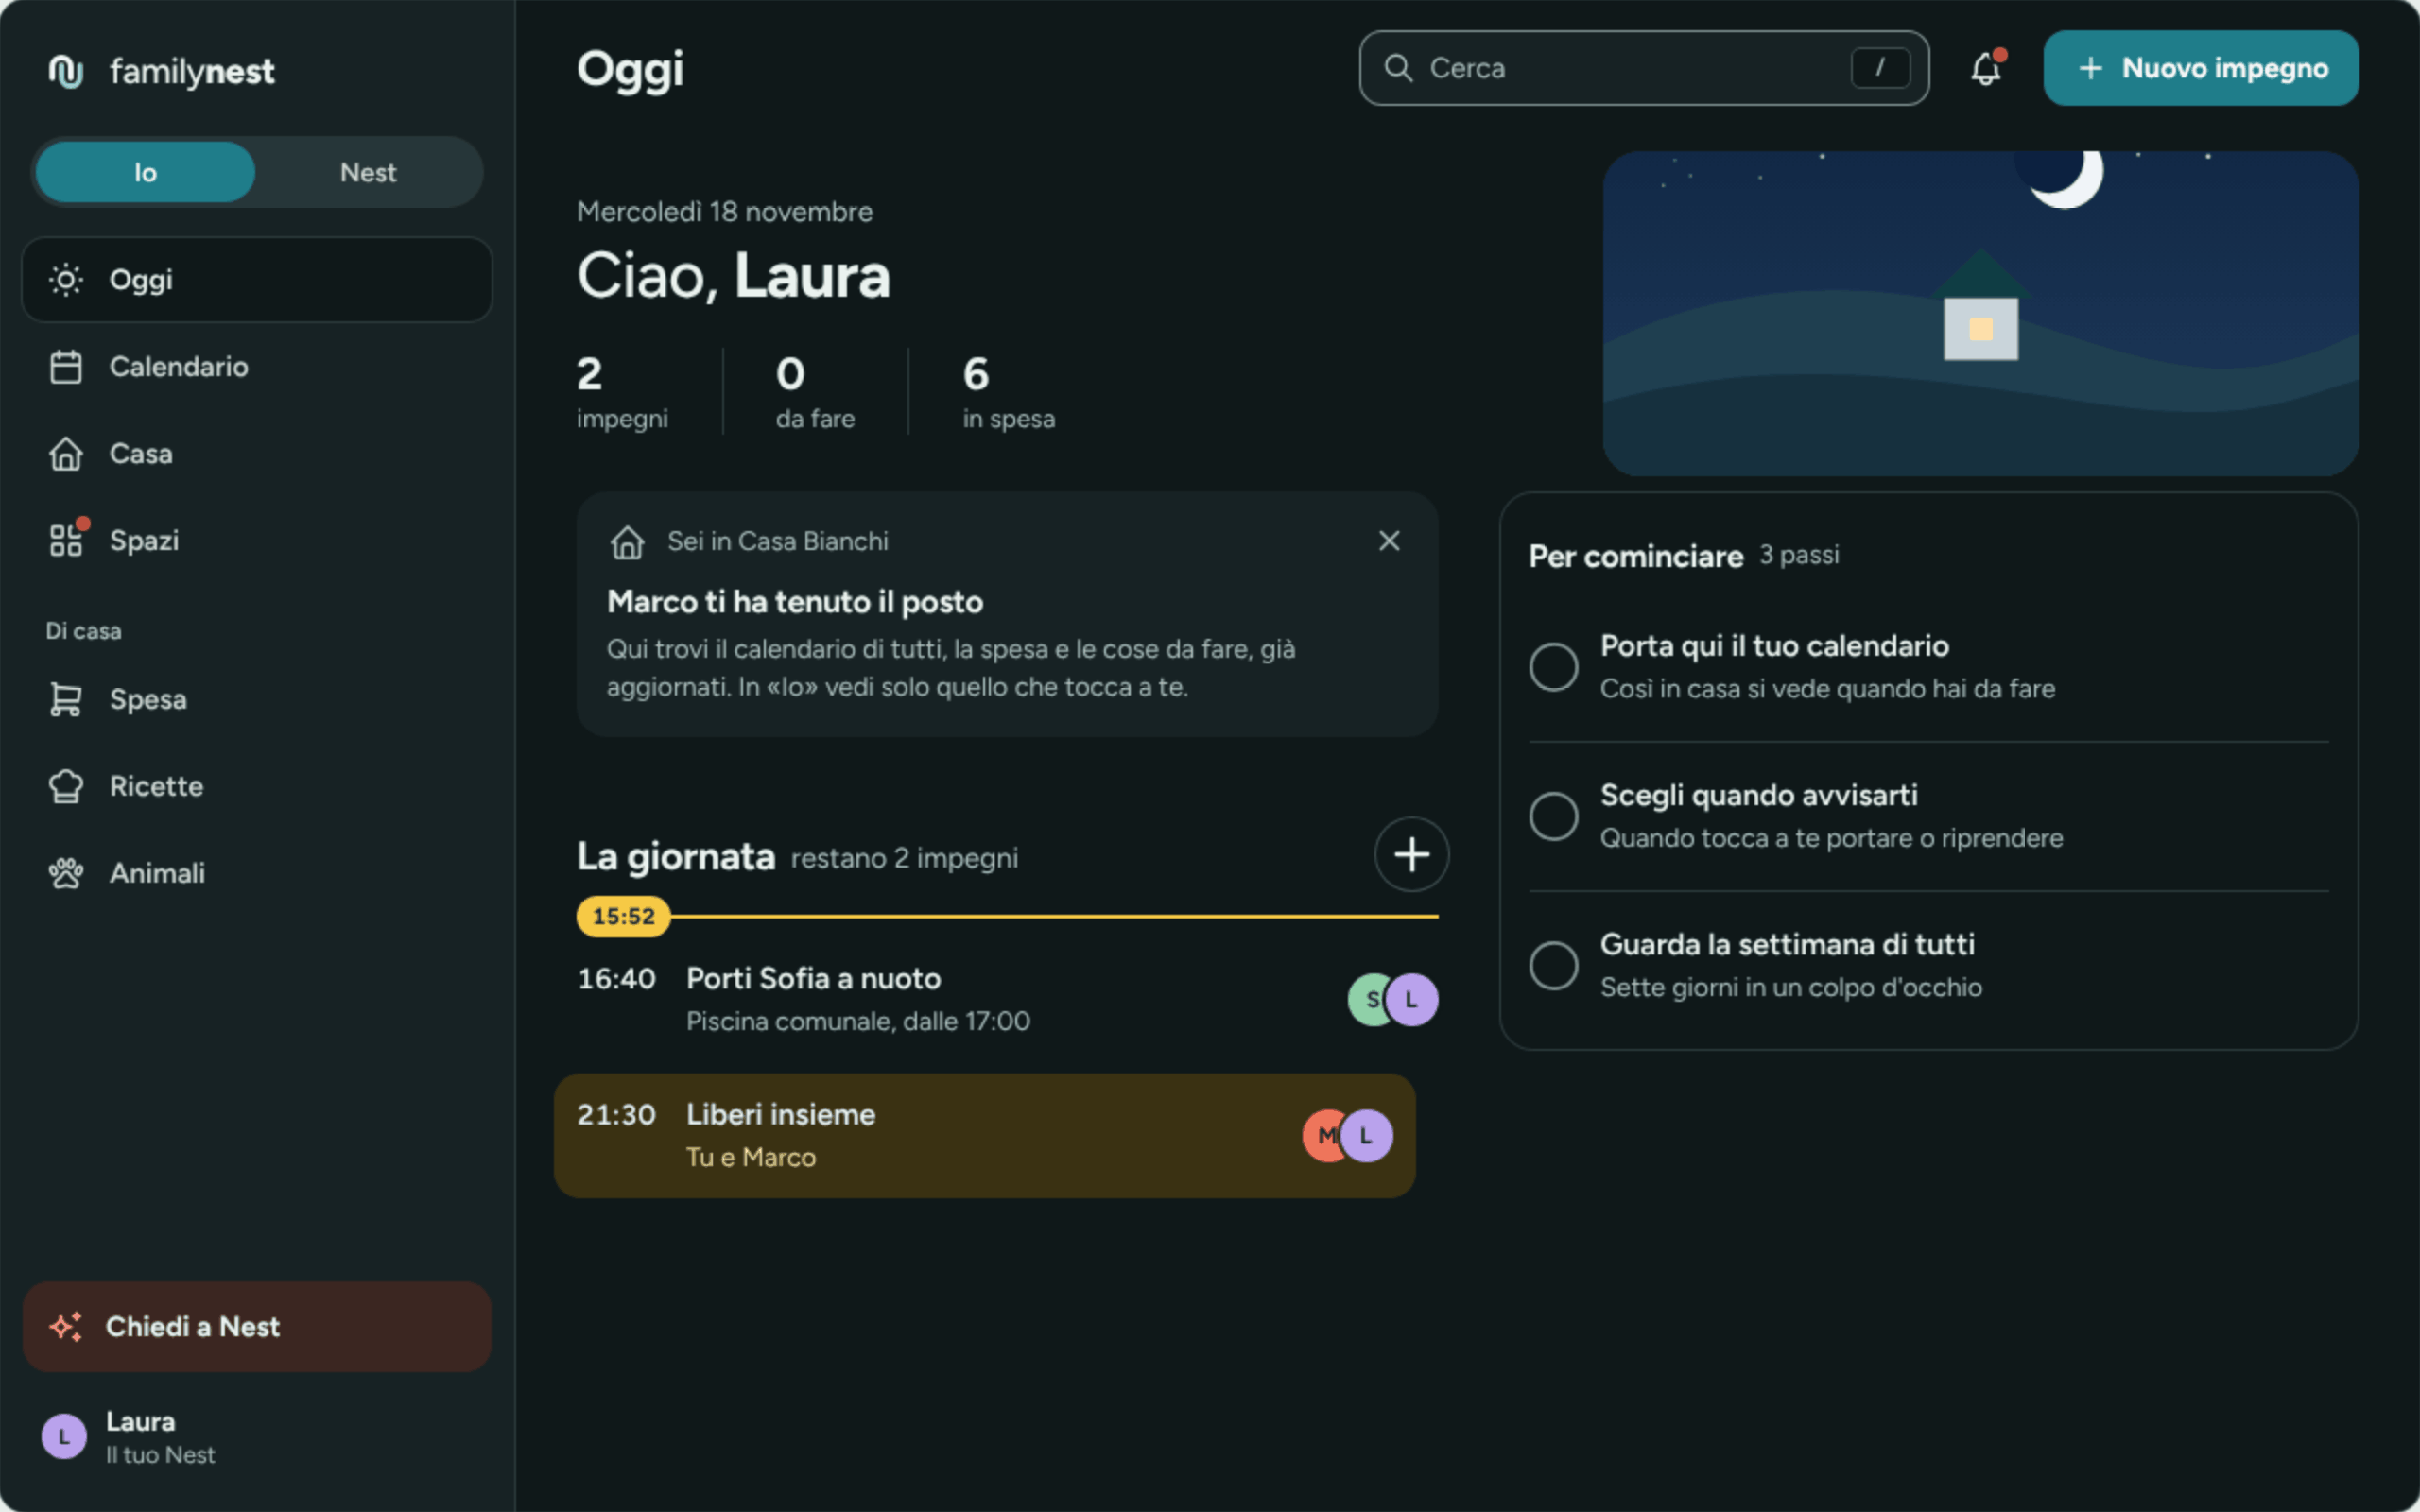 familynest
Io
Nest
Oggi
Calendario
Casa
Spazi
Di casa
Spesa
Ricette
Animali
Chiedi a Nest
L
Laura
Il tuo Nest
Oggi
Cerca
/
Nuovo impegno
Mercoledì 18 novembre
Ciao, Laura
2
impegni
0
da fare
6
in spesa
Sei in Casa Bianchi
Marco ti ha tenuto il posto
Qui trovi il calendario di tutti, la spesa e le cose da fare, già
aggiornati. In «Io» vedi solo quello che tocca a te.
La giornata restano 2 impegni
15:52
16:40 Porti Sofia a nuoto
Piscina comunale, dalle 17:00
S L
21:30 Liberi insieme
Tu e Marco
M L
Per cominciare 3 passi
Porta qui il tuo calendario
Così in casa si vede quando hai da fare
Scegli quando avvisarti
Quando tocca a te portare o riprendere
Guarda la settimana di tutti
Sette giorni in un colpo d'occhio